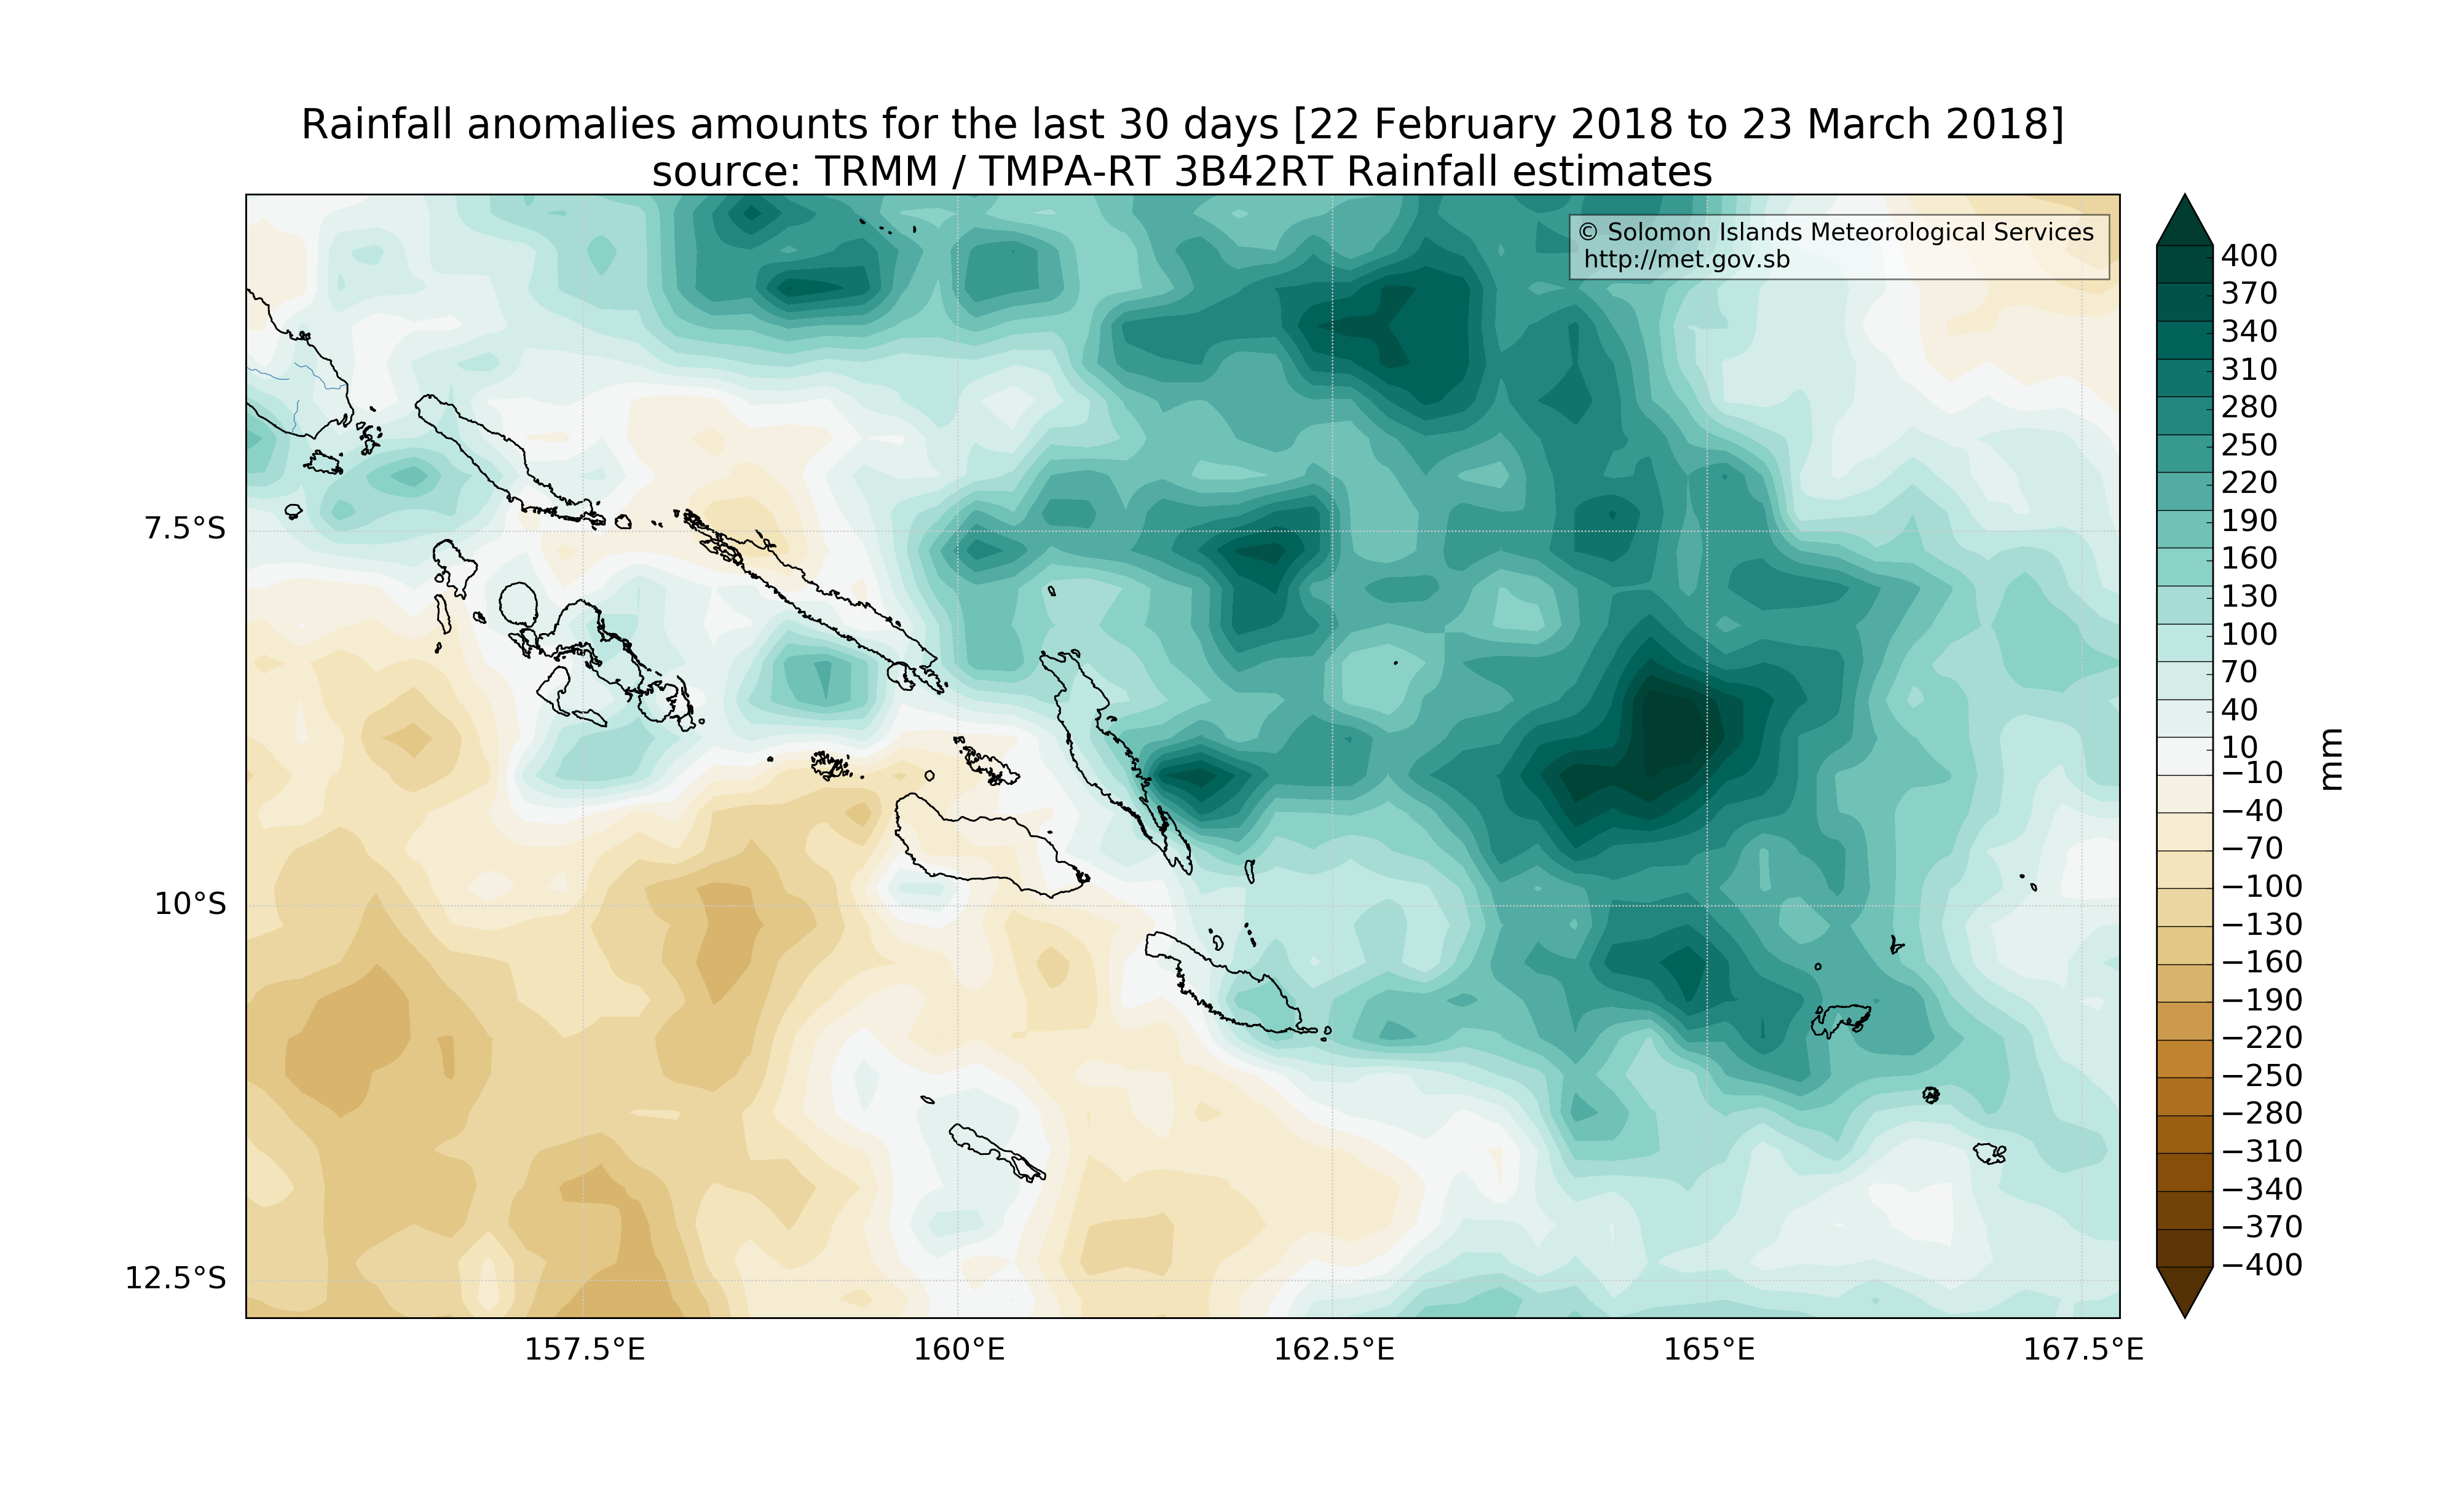 Rainfall anomalies amounts for the last 30 days [22 February 2018 to 23 March 2018]
source: TRMM / TMPA-RT 3B42RT Rainfall estimates
© Solomon Islands Meteorological Services
http://met.gov.sb
7.5°S
10°S
12.5°S
157.5°E
160°E
162.5°E
165°E
167.5°E
400
370
340
310
280
250
220
190
160
130
100
70
40
10
−10
−40
−70
−100
−130
−160
−190
−220
−250
−280
−310
−340
−370
−400
mm